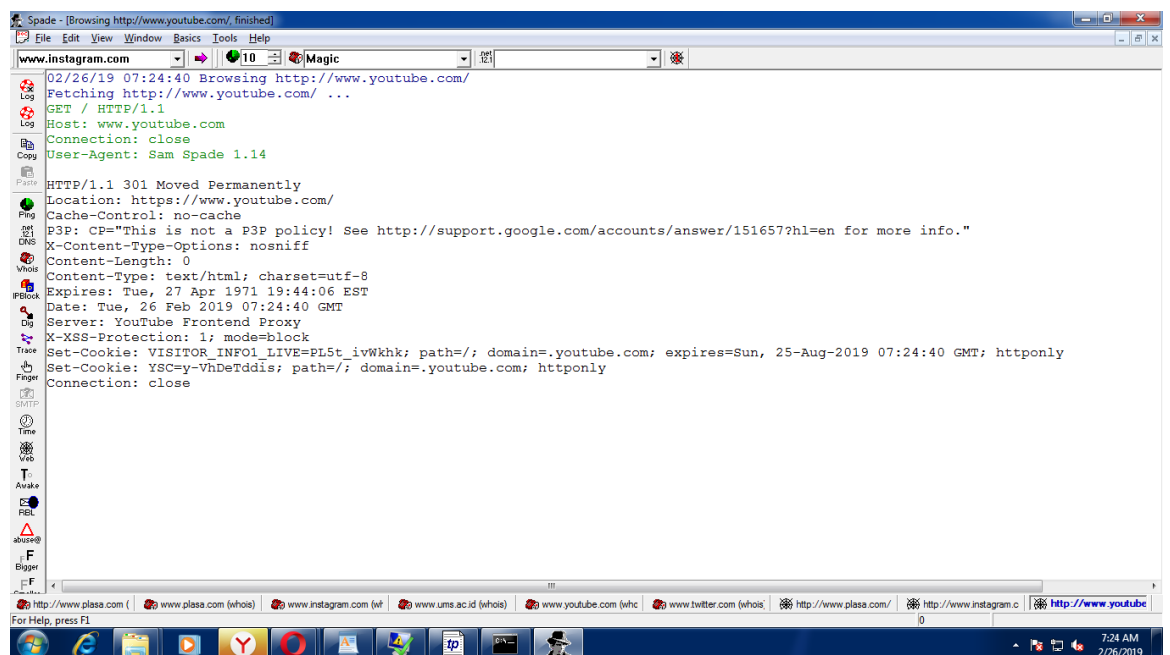 Spade - [Browsing http://www.youtube.com/, finished]
File Edit View Window Basics Tools Help
www.instagram.com 10 Magic .net 12.1
02/26/19 07:24:40 Browsing http://www.youtube.com/
Fetching http://www.youtube.com/ ...
GET / HTTP/1.1
Host: www.youtube.com
Connection: close
User-Agent: Sam Spade 1.14
HTTP/1.1 301 Moved Permanently
Location: https://www.youtube.com/
Cache-Control: no-cache
P3P: CP="This is not a P3P policy! See http://support.google.com/accounts/answer/151657?hl=en for more info."
X-Content-Type-Options: nosniff
Content-Length: 0
Content-Type: text/html; charset=utf-8
Expires: Tue, 27 Apr 1971 19:44:06 EST
Date: Tue, 26 Feb 2019 07:24:40 GMT
Server: YouTube Frontend Proxy
X-XSS-Protection: 1; mode=block
Set-Cookie: VISITOR_INFO1_LIVE=PL5t_ivWkhk; path=/; domain=.youtube.com; expires=Sun, 25-Aug-2019 07:24:40 GMT; httponly
Set-Cookie: YSC=y-VhDeTddis; path=/; domain=.youtube.com; httponly
Connection: close
Log
Log
Copy
Paste
Ping
.net
12.1
DNS
Whois
IPBlock
Dig
Trace
Finger
SMTP
Time
Web
Awake
RBL
abuse@
Bigger
http://www.plasa.com ( www.plasa.com (whois) www.instagram.com (wh www.ums.ac.id (whois) www.youtube.com (whc www.twitter.com (whois) http://www.plasa.com/ http://www.instagram.c http://www.youtube
For Help, press F1 0
7:24 AM
2/26/2019